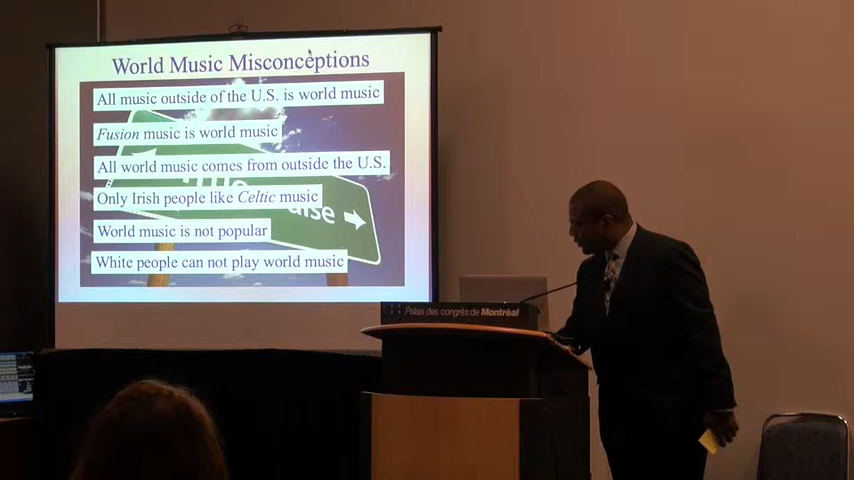 World Music Misconceptions
All music outside of the U.S. is world music
Fusion music is world music
All world music comes from outside the U.S.
Only Irish people like Celtic music
World music is not popular
White people can not play world music
Palais des congrès de Montréal